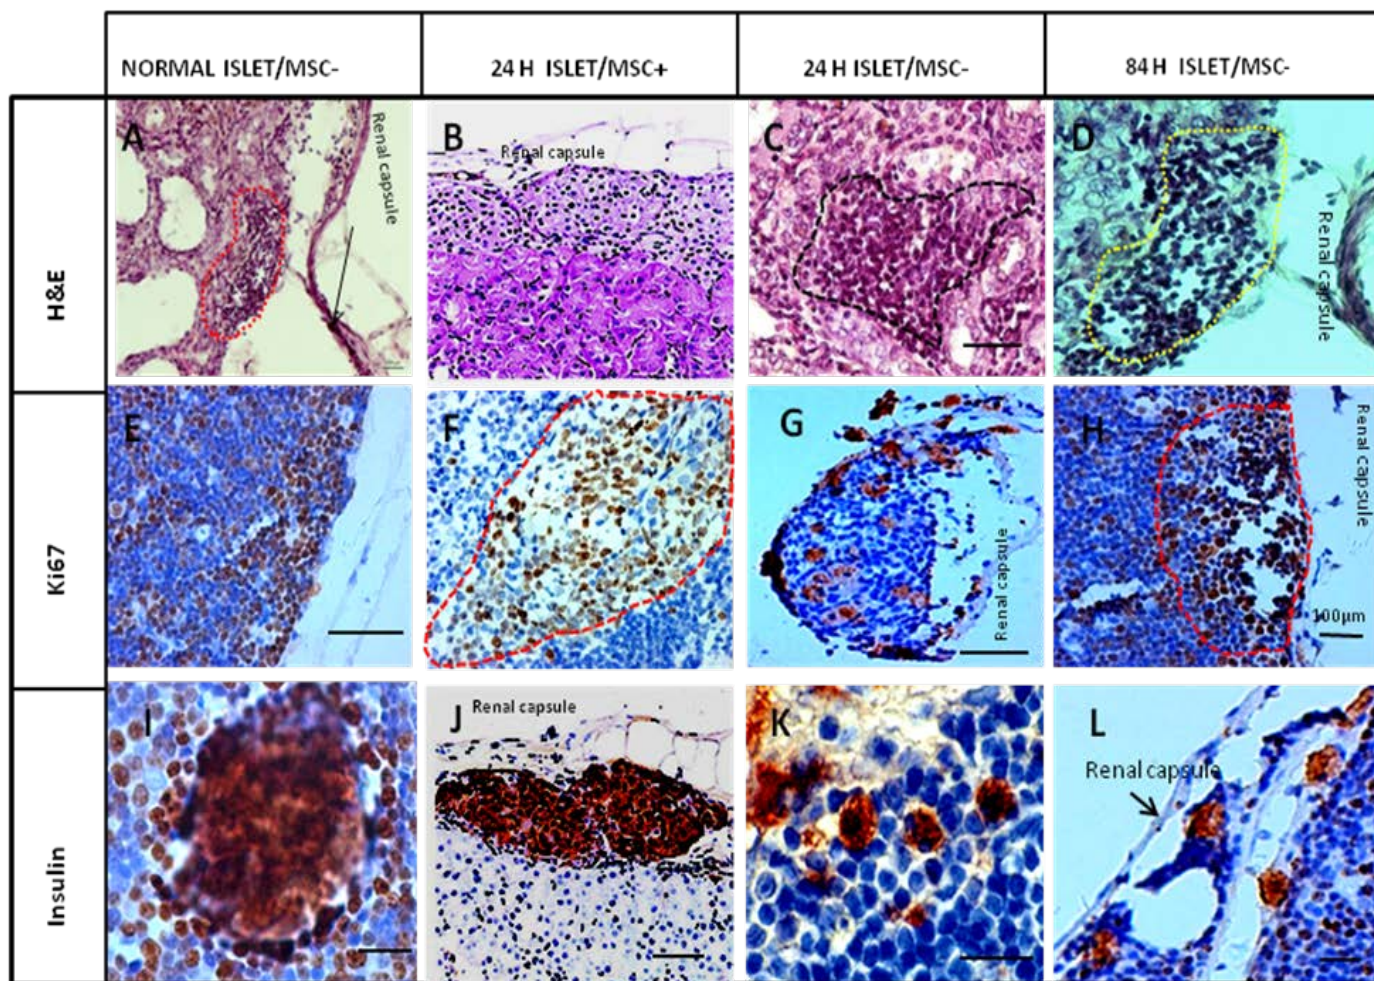 NORMAL ISLET/MSC-
24 H ISLET/MSC+
24 H ISLET/MSC-
84 H ISLET/MSC-
H&E
A
Renal capsule
B
Renal capsule
C
D
Renal capsule
Ki67
E
F
G
Renal capsule
H
Renal capsule
100µm
Insulin
I
J
Renal capsule
K
L
Renal capsule